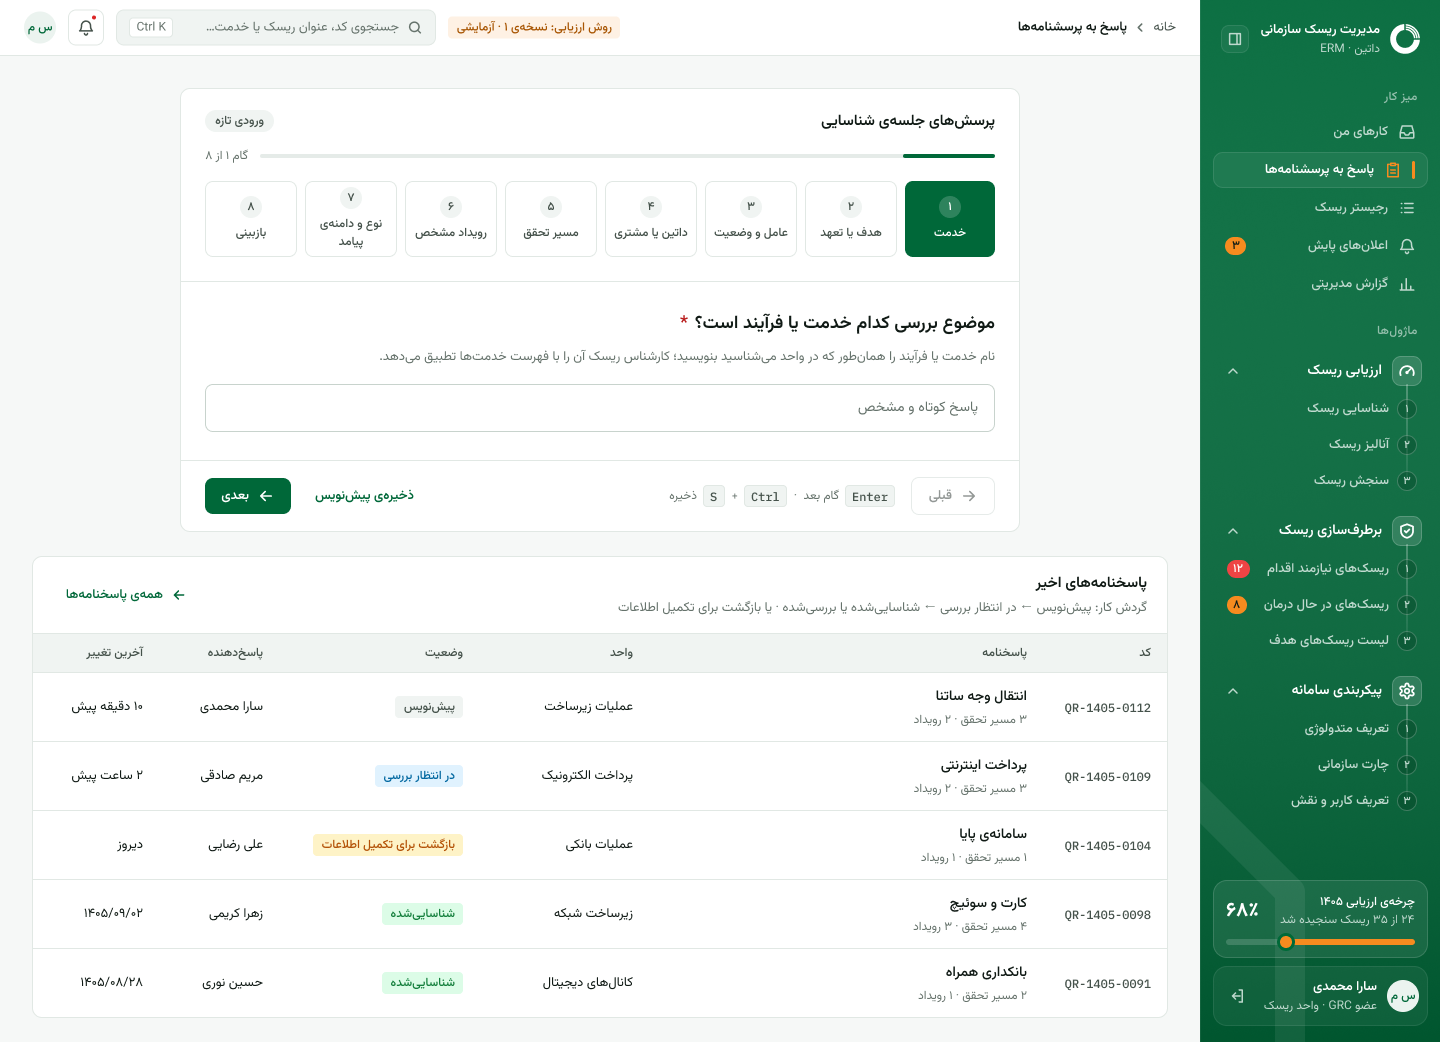 مدیریت ریسک سازمانی
داتین · ERM
میز کار
کارهای من
پاسخ به پرسشنامه‌ها
رجیستر ریسک
اعلان‌های پایش
۳
گزارش مدیریتی
ماژول‌ها
ارزیابی ریسک
۱ شناسایی ریسک
۲ آنالیز ریسک
۳ سنجش ریسک
برطرف‌سازی ریسک
۱ ریسک‌های نیازمند اقدام ۱۲
۲ ریسک‌های در حال درمان ۸
۳ لیست ریسک‌های هدف
پیکربندی سامانه
۱ تعریف متدولوژی
۲ چارت سازمانی
۳ تعریف کاربر و نقش
چرخه‌ی ارزیابی ۱۴۰۵
۲۴ از ۳۵ ریسک سنجیده شد
۶۸٪
سارا محمدی
عضو GRC · واحد ریسک
س م
خانه
پاسخ به پرسشنامه‌ها
روش ارزیابی: نسخه‌ی ۱ · آزمایشی
جستجوی کد، عنوان ریسک یا خدمت...
Ctrl K
س م
پرسش‌های جلسه‌ی شناسایی
ورودی تازه
گام ۱ از ۸
۱ خدمت
۲ هدف یا تعهد
۳ عامل و وضعیت
۴ داتین یا مشتری
۵ مسیر تحقق
۶ رویداد مشخص
۷ نوع و دامنه‌ی
پیامد
۸ بازبینی
موضوع بررسی کدام خدمت یا فرآیند است؟ *
نام خدمت یا فرآیند را همان‌طور که در واحد می‌شناسید بنویسید؛ کارشناس ریسک آن را با فهرست خدمت‌ها تطبیق می‌دهد.
پاسخ کوتاه و مشخص
قبلی
Enter گام بعد · Ctrl + S ذخیره
ذخیره‌ی پیش‌نویس
بعدی
پاسخنامه‌های اخیر
گردش کار: پیش‌نویس ← در انتظار بررسی ← شناسایی‌شده یا بررسی‌شده · یا بازگشت برای تکمیل اطلاعات
همه‌ی پاسخنامه‌ها
کد پاسخنامه واحد وضعیت پاسخ‌دهنده آخرین تغییر
QR-1405-0112 انتقال وجه ساتنا عملیات زیرساخت پیش‌نویس سارا محمدی ۱۰ دقیقه پیش
۳ مسیر تحقق · ۲ رویداد
QR-1405-0109 پرداخت اینترنتی پرداخت الکترونیک در انتظار بررسی مریم صادقی ۲ ساعت پیش
۳ مسیر تحقق · ۲ رویداد
QR-1405-0104 سامانه‌ی پایا عملیات بانکی بازگشت برای تکمیل اطلاعات علی رضایی دیروز
۱ مسیر تحقق · ۱ رویداد
QR-1405-0098 کارت و سوئیچ زیرساخت شبکه شناسایی‌شده زهرا کریمی ۱۴۰۵/۰۹/۰۲
۴ مسیر تحقق · ۳ رویداد
QR-1405-0091 بانکداری همراه کانال‌های دیجیتال شناسایی‌شده حسین نوری ۱۴۰۵/۰۸/۲۸
۲ مسیر تحقق · ۱ رویداد